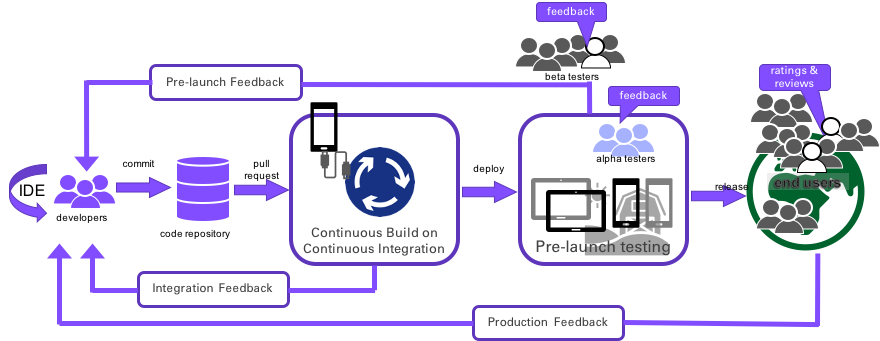 feedback
beta testers
ratings &
reviews
Pre-launch Feedback
feedback
alpha testers
commit
pull
request
deploy
release
IDE
developers
code repository
end users
Continuous Build on
Continuous Integration
Pre-launch testing
Integration Feedback
Production Feedback